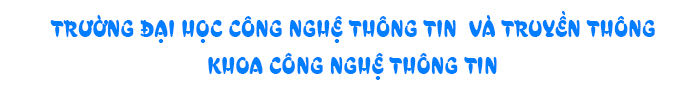 TRƯỜNG ĐẠI HỌC CÔNG NGHỆ THÔNG TIN VÀ TRUYỀN THÔNG
KHOA CÔNG NGHỆ THÔNG TIN